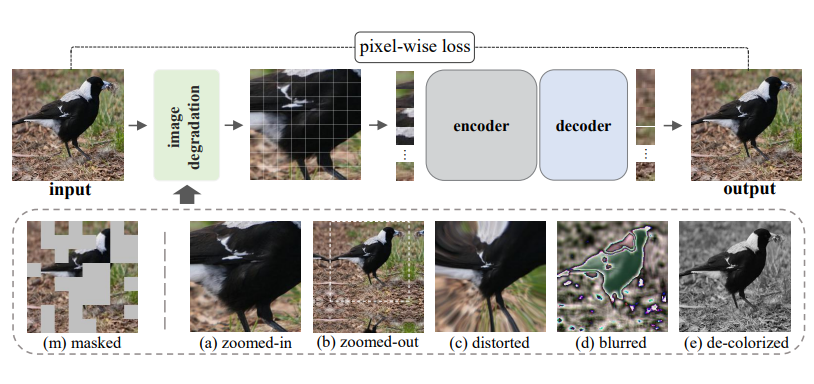 pixel-wise loss
image
degradation
encoder
decoder
input
output
(m) masked
(a) zoomed-in
(b) zoomed-out
(c) distorted
(d) blurred
(e) de-colorized